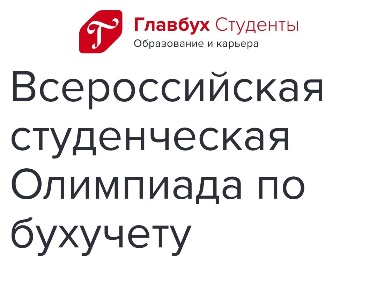 Главбух Студенты
Образование и карьера
Всероссийская
студенческая
Олимпиада по
бухучету